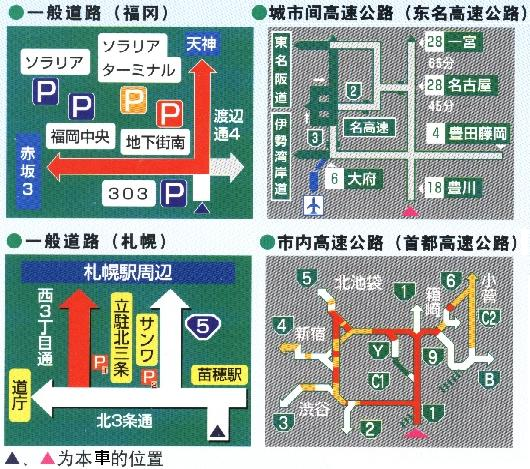 ●一般道路（福冈）
ソラリア
ソラリア
ターミナル
天神
P
P
P
P
福岡中央
地下街南
渡辺
通4
赤坂3
303
P
●城市间高速公路（东名高速公路）
東名阪道
伊勢湾岸道
28 一宮
65分
28 名古屋
45分
2
名高速
3
4 豊田藤岡
6 大府
18 豊川
●一般道路（札幌）
札幌駅周辺
西3丁目通
立駐北三条
サンワ
P
P
5
苗穂駅
道庁
北3条通
●市内高速公路（首都高速公路）
5
北池袋
1
箱崎
6
小菅
C2
4
新宿
Y
9
C1
B
渋谷
3
2
1
▲、▲为本車的位置